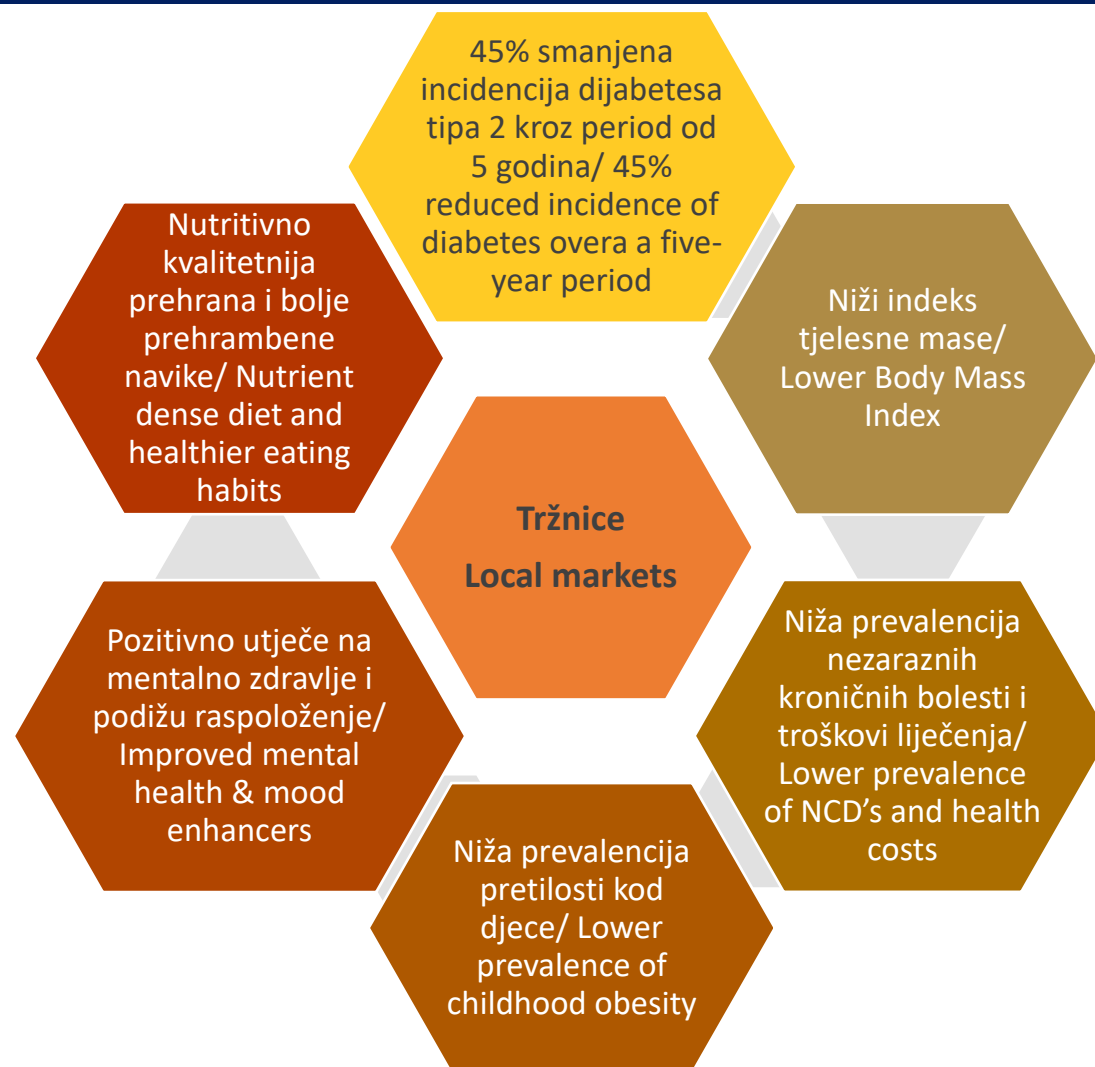 45% smanjena
incidencija dijabetesa
tipa 2 kroz period od
5 godina/ 45%
reduced incidence of
diabetes overa a five-
year period
Niži indeks
tjelesne mase/
Lower Body Mass
Index
Niža prevalencija
nezaraznih
kroničnih bolesti i
troškovi liječenja/
Lower prevalence
of NCD’s and health
costs
Niža prevalencija
pretilosti kod
djece/ Lower
prevalence of
childhood obesity
Pozitivno utječe na
mentalno zdravlje i
podižu raspoloženje/
Improved mental
health & mood
enhancers
Nutritivno
kvalitetnija
prehrana i bolje
prehrambene
navike/ Nutrient
dense diet and
healthier eating
habits
Tržnice
Local markets